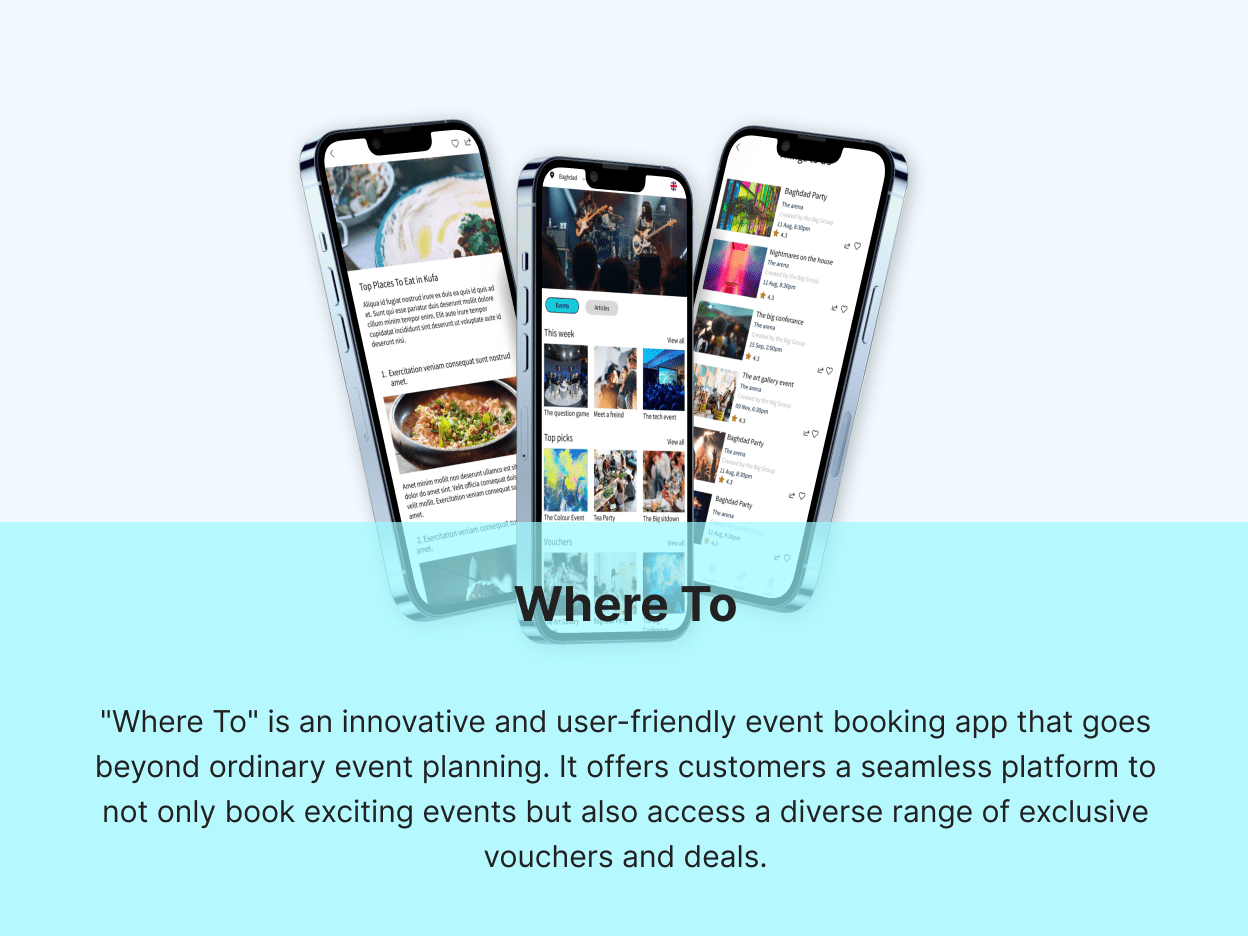 Top Places To Eat in Kufa
Aliqua id fugiat nostrud irure ex duis ea quis id quis ad
et. Sunt qui esse pariatur duis deserunt mollit dolore
cillum minim tempor enim. Elit aute irure tempor
cupidatat incididunt sint deserunt ut voluptate aute id
deserunt nisi.
1. Exercitation veniam consequat sunt nostrud
amet.
Amet minim mollit non deserunt ullamco est sit
dolor do amet sint. Velit officia consequat duis
velit mollit. Exercitation veniam consequat
amet.
2. Exercitation veniam consequat
amet.
Baghdad
Events
Articles
This week
View all
The question game
Meet a freind
The tech event
Top picks
View all
The Colour Event
Tea Party
The Big sitdown
Vouchers
View all
Baghdad Party
The arena
Created by the Big Group
11 Aug, 8:30pm
4.3
Nightmares on the house
The arena
Created by the Big Group
11 Aug, 8:30pm
4.3
The big conferance
The arena
Created by the Big Group
15 Sep, 2:00pm
4.3
The art gallery event
The arena
Created by the Big Group
09 Nov, 6:30pm
4.3
Baghdad Party
The arena
Created by the Big Group
11 Aug, 8:30pm
4.3
Baghdad Party
The arena
Created by the Big Group
11 Aug, 8:30pm
4.3
Where To
"Where To" is an innovative and user-friendly event booking app that goes
beyond ordinary event planning. It offers customers a seamless platform to
not only book exciting events but also access a diverse range of exclusive
vouchers and deals.